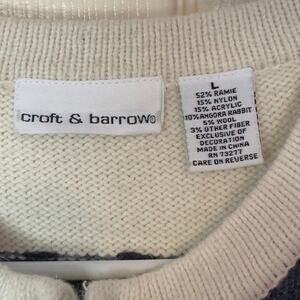 croft & barrow®
L
52% RAMIE
15% NYLON
15% ACRYLIC
10% ANGORA RABBIT
5% WOOL
3% OTHER FIBER
EXCLUSIVE OF
DECORATION
MADE IN CHINA
RN 73277
CARE ON REVERSE